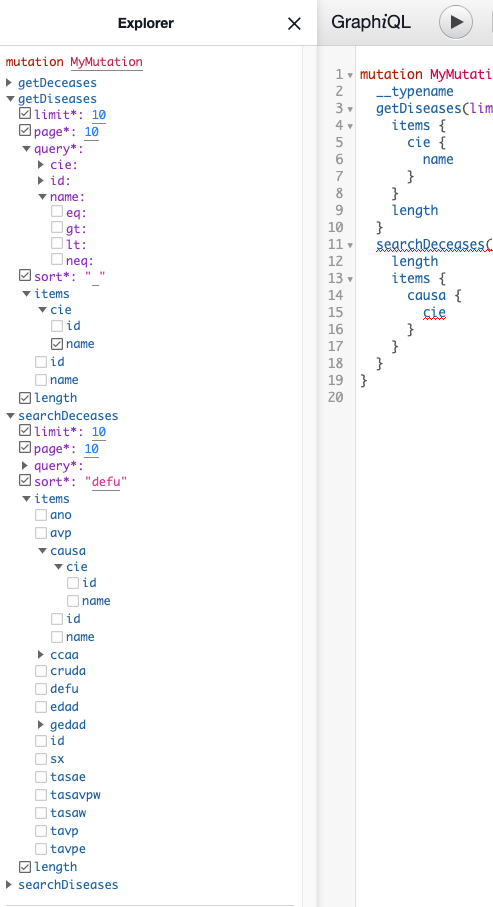 Explorer
mutation MyMutation
getDeceases
getDiseases
limit*: 10
page*: 10
query*:
cie:
id:
name:
eq:
gt:
lt:
neq:
sort*: "_"
items
cie
id
name
id
name
length
searchDeceases
limit*: 10
page*: 10
query*:
sort*: "defu"
items
ano
avp
causa
cie
id
name
id
name
ccaa
cruda
defu
edad
gedad
id
sx
tasae
tasavpw
tasaw
tavp
tavpe
length
searchDiseases
GraphiQL
1 mutation MyMutati
2 __typename
3 getDiseases(lim
4 items {
5 cie {
6 name
7 }
8 }
9 length
10 }
11 searchDeceases(
12 length
13 items {
14 causa {
15 cie
16 }
17 }
18 }
19 }
20